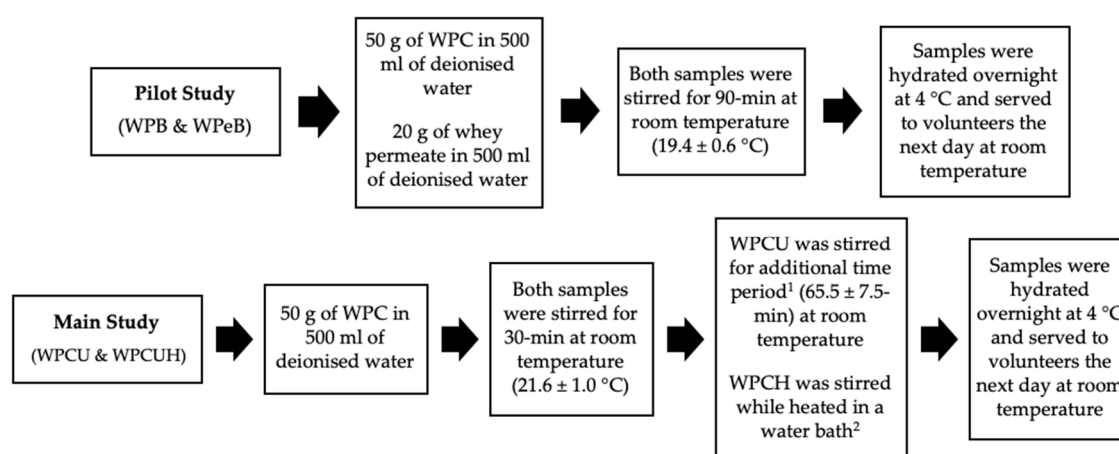 Pilot Study
(WPB & WPeB)
50 g of WPC in 500
ml of deionised
water
20 g of whey
permeate in 500 ml
of deionised water
Both samples were
stirred for 90-min at
room temperature
(19.4 ± 0.6 °C)
Samples were
hydrated overnight
at 4 °C and served
to volunteers the
next day at room
temperature
Main Study
(WPCU & WPCUH)
50 g of WPC in
500 ml of
deionised water
Both samples
were stirred for
30-min at room
temperature
(21.6 ± 1.0 °C)
WPCU was stirred
for additional time
period¹ (65.5 ± 7.5-
min) at room
temperature
WPCH was stirred
while heated in a
water bath²
Samples were
hydrated
overnight at 4 °C
and served to
volunteers the
next day at room
temperature